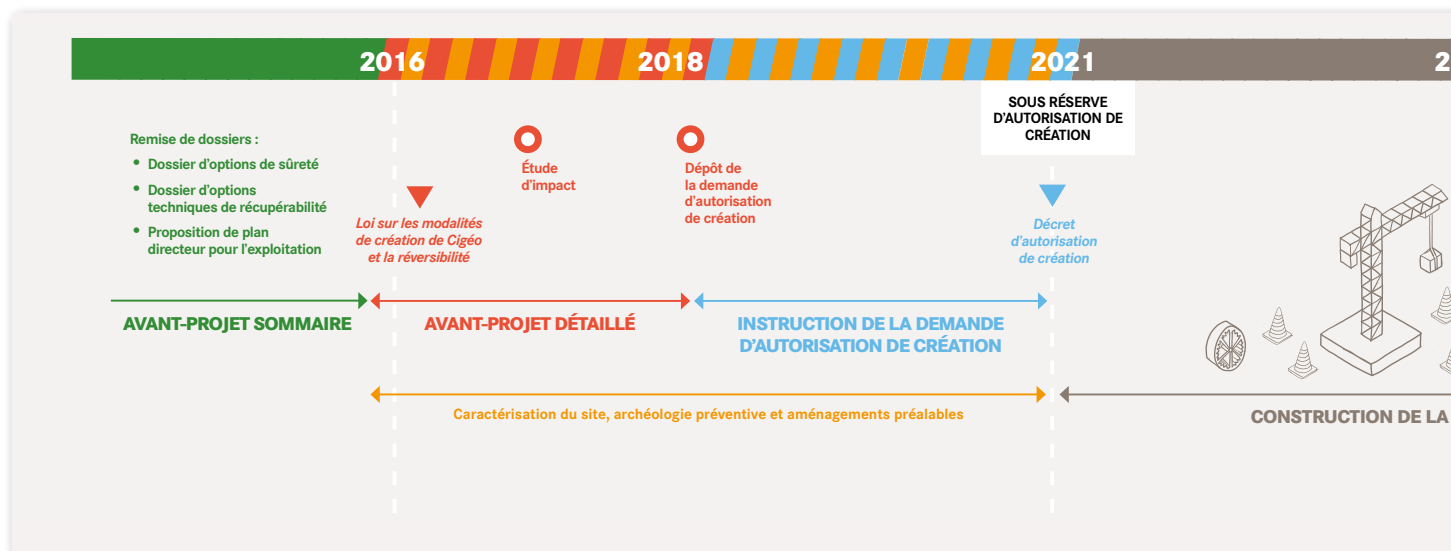 2016
2018
2021
2
SOUS RÉSERVE
D'AUTORISATION DE
CRÉATION
Remise de dossiers :
• Dossier d'options de sûreté
• Dossier d'options
techniques de récupérabilité
• Proposition de plan
directeur pour l'exploitation
Loi sur les modalités
de création de Cigéo
et la réversibilité
Étude
d'impact
Dépôt de
la demande
d'autorisation
de création
Décret
d'autorisation
de création
AVANT-PROJET SOMMAIRE
AVANT-PROJET DÉTAILLÉ
INSTRUCTION DE LA DEMANDE
D'AUTORISATION DE CRÉATION
Caractérisation du site, archéologie préventive et aménagements préalables
CONSTRUCTION DE LA